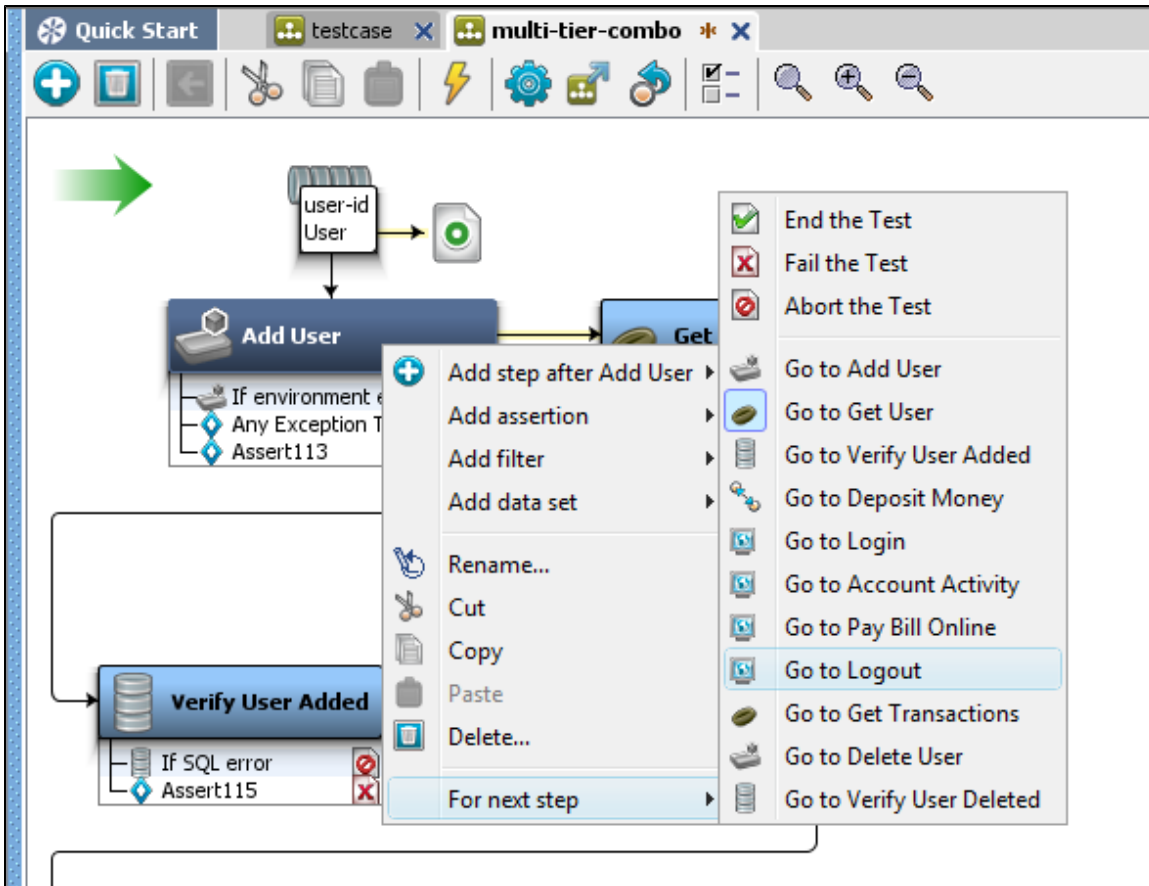 Quick Start
testcase
multi-tier-combo
user-id
User
Add User
Get
If environment e
Any Exception T
Assert113
Verify User Added
If SQL error
Assert115
Add step after Add User
Add assertion
Add filter
Add data set
Rename...
Cut
Copy
Paste
Delete...
For next step
End the Test
Fail the Test
Abort the Test
Go to Add User
Go to Get User
Go to Verify User Added
Go to Deposit Money
Go to Login
Go to Account Activity
Go to Pay Bill Online
Go to Logout
Go to Get Transactions
Go to Delete User
Go to Verify User Deleted